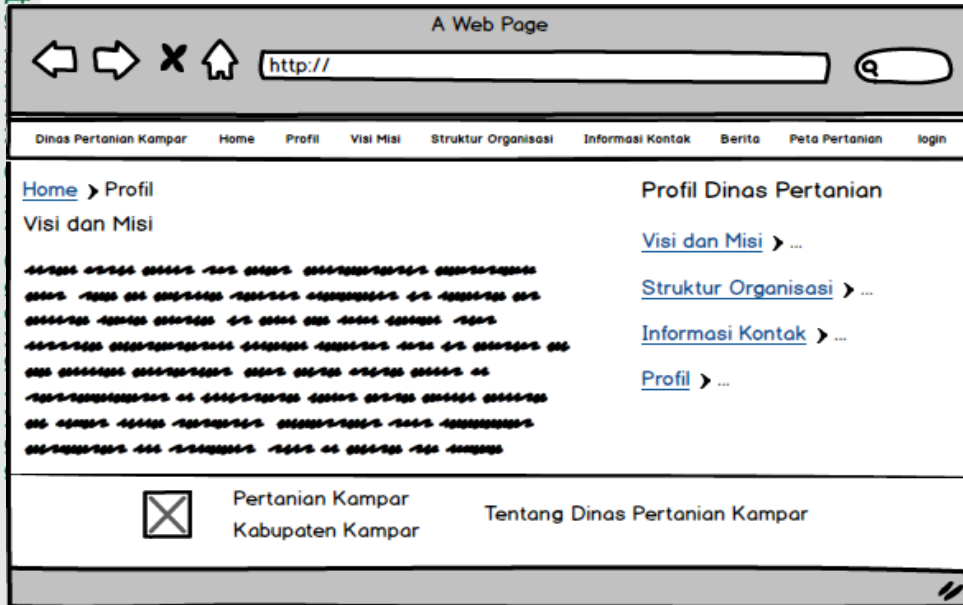 A Web Page
http://
Dinas Pertanian Kampar Home Profil Visi Misi Struktur Organisasi Informasi Kontak Berita Peta Pertanian login
Home > Profil
Visi dan Misi
Profil Dinas Pertanian
Visi dan Misi > ...
Struktur Organisasi > ...
Informasi Kontak > ...
Profil > ...
Pertanian Kampar
Kabupaten Kampar
Tentang Dinas Pertanian Kampar